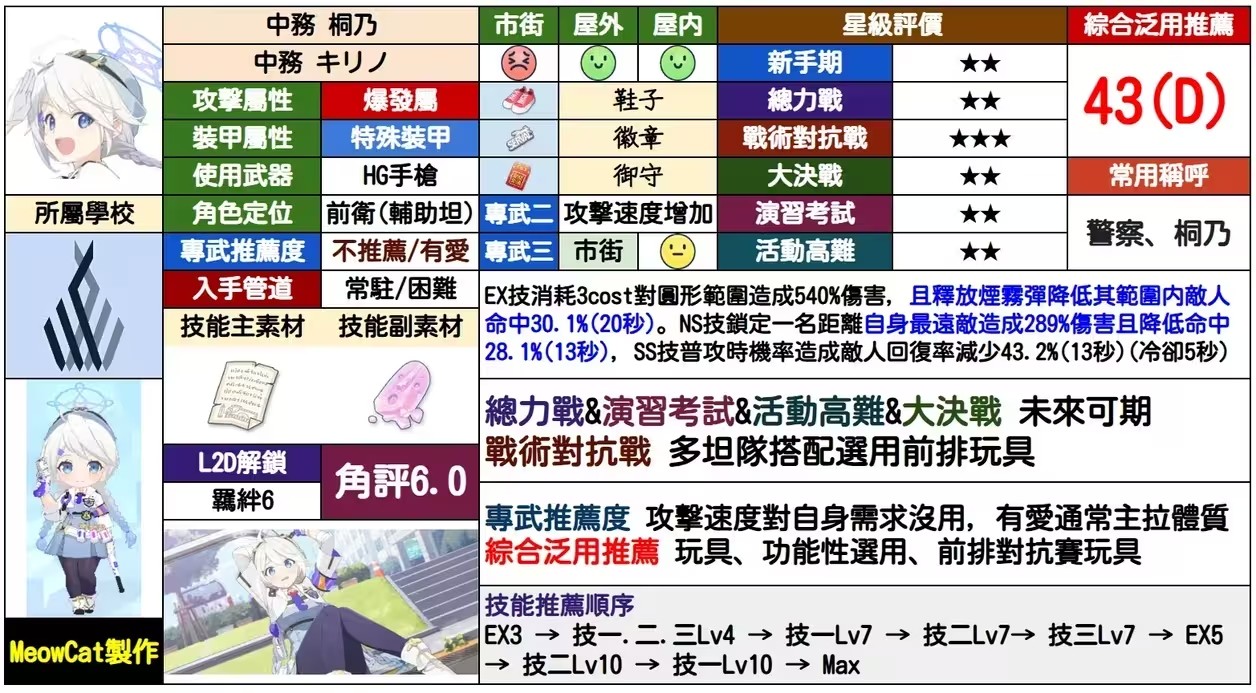 中務 桐乃
中務 キリノ
攻擊屬性 爆發屬
裝甲屬性 特殊裝甲
使用武器 HG手槍
所屬學校
角色定位 前衛(輔助坦)
專武推薦度 不推薦/有愛
入手管道 常駐/困難
技能主素材 技能副素材
L2D解鎖
羈絆6
角評6.0
MeowCat製作
市街 屋外 屋内
鞋子
徽章
御守
專武二 攻擊速度增加
專武三 市街
星級評價
新手期 ★★
總力戰 ★★
戰術對抗戰 ★★★
大決戰 ★★
演習考試 ★★
活動高難 ★★
綜合泛用推薦
43(D)
常用稱呼
警察、桐乃
EX技消耗3cost對圓形範圍造成540%傷害，且釋放煙霧彈降低其範圍内敵人
命中30.1%(20秒)。NS技鎖定一名距離自身最遠敵造成289%傷害且降低命中
28.1%(13秒)，SS技普攻時機率造成敵人回復率減少43.2%(13秒)(冷卻5秒)
總力戰&演習考試&活動高難&大決戰 未來可期
戰術對抗戰 多坦隊搭配選用前排玩具
專武推薦度 攻擊速度對自身需求沒用，有愛通常主拉體質
綜合泛用推薦 玩具、功能性選用、前排對抗賽玩具
技能推薦順序
EX3 → 技一.二.三Lv4 → 技一Lv7 → 技二Lv7→ 技三Lv7 → EX5
→ 技二Lv10 → 技一Lv10 → Max